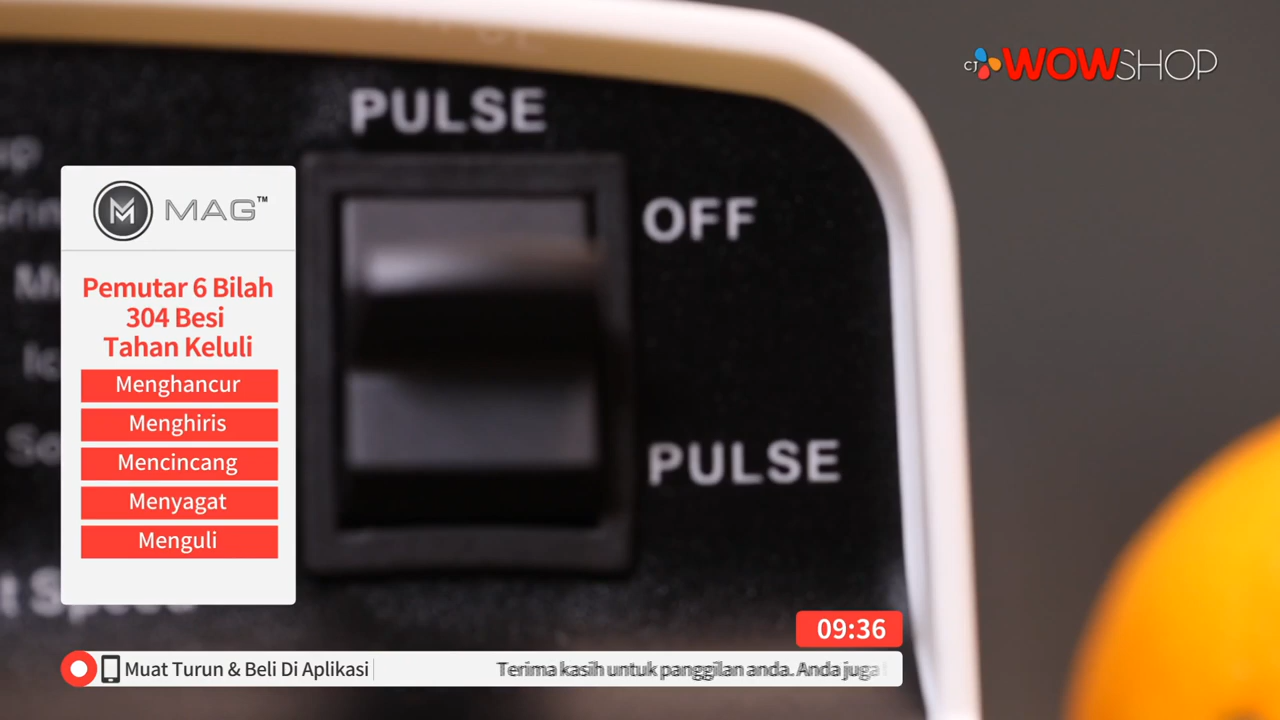 CJ WOWSHOP
PULSE
OFF
PULSE
MAG™
Pemutar 6 Bilah
304 Besi
Tahan Keluli
Menghancur
Menghiris
Mencincang
Menyagat
Menguli
09:36
Muat Turun & Beli Di Aplikasi
Terima kasih untuk panggilan anda. Anda juga